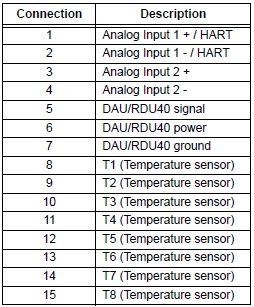 Connection Description
1 Analog Input 1 + / HART
2 Analog Input 1 - / HART
3 Analog Input 2 +
4 Analog Input 2 -
5 DAU/RDU40 signal
6 DAU/RDU40 power
7 DAU/RDU40 ground
8 T1 (Temperature sensor)
9 T2 (Temperature sensor)
10 T3 (Temperature sensor)
11 T4 (Temperature sensor)
12 T5 (Temperature sensor)
13 T6 (Temperature sensor)
14 T7 (Temperature sensor)
15 T8 (Temperature sensor)